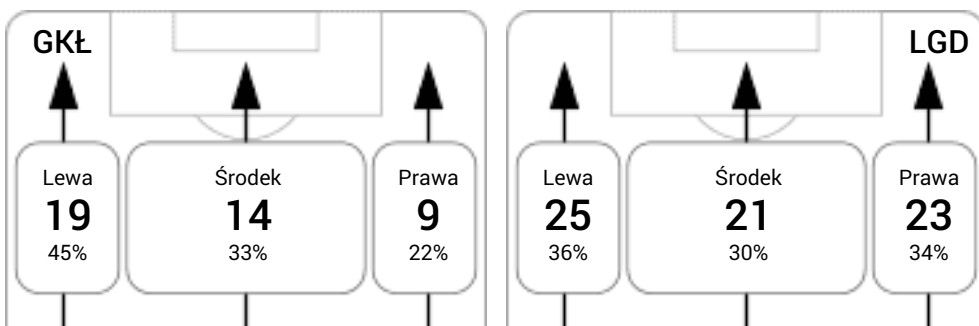 GKŁ
Lewa
19
45%
Środek
14
33%
Prawa
9
22%
LGD
Lewa
25
36%
Środek
21
30%
Prawa
23
34%